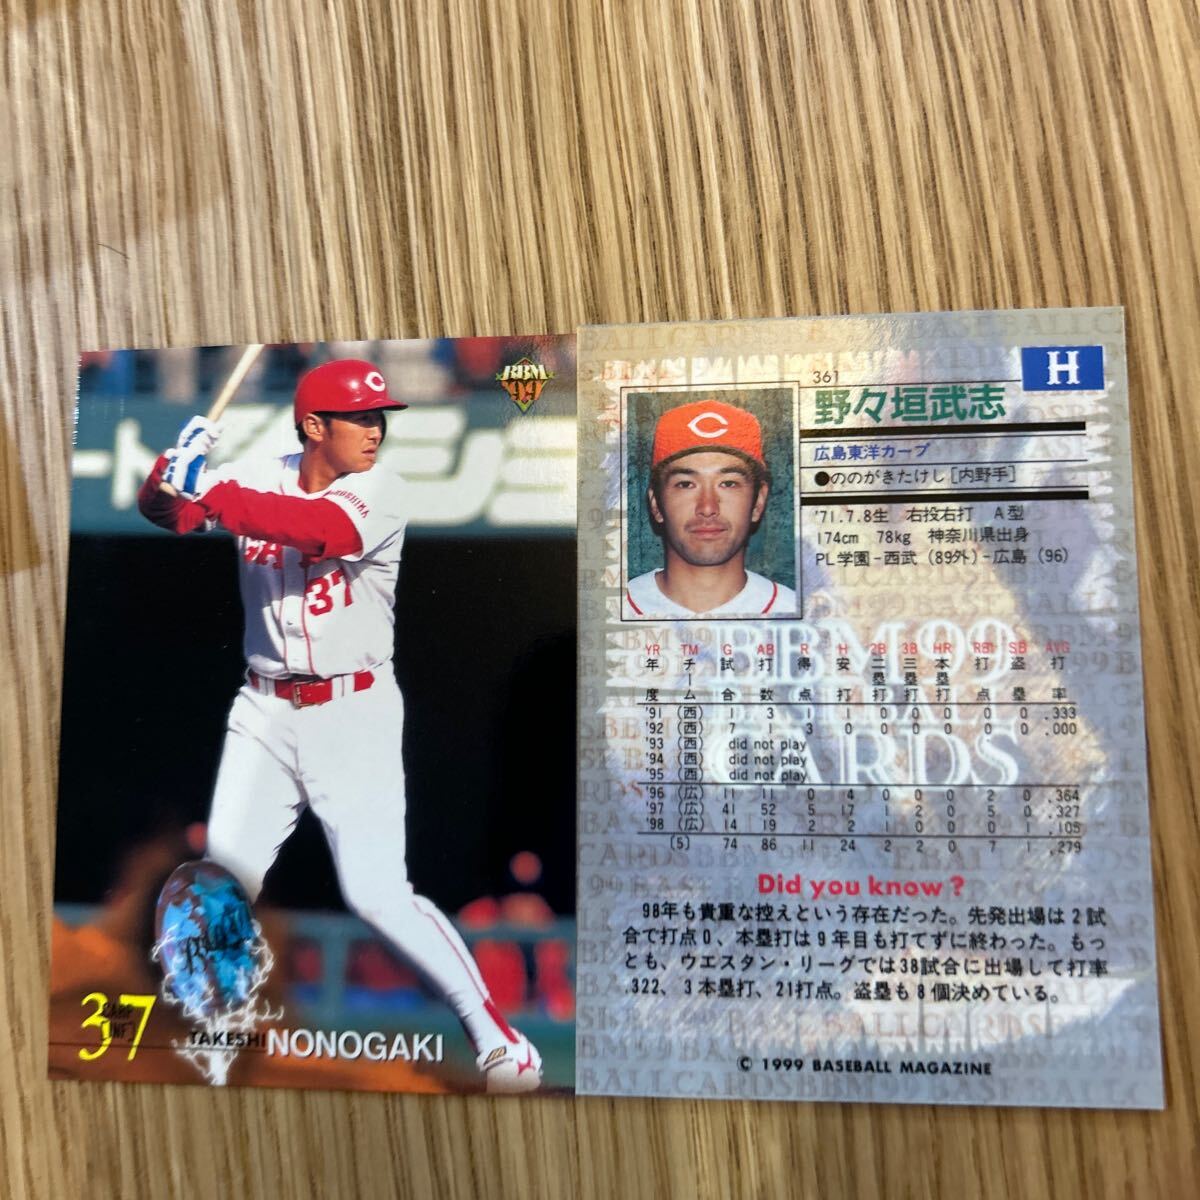 BBM
'99
HIROSHIMA
37
CARP
[INF]
37
TAKESHI NONOGAKI
361
H
野々垣武志
広島東洋カープ
●ののがきたけし[内野手]
'71.7.8生 右投右打 A型
174cm 78kg 神奈川県出身
PL学園-西武(89外)-広島(96)
BBM'99
BASEBALL
CARDS
YR TM G AB R H 2B 3B HR RBI SB AVG
年度 チーム 試合 打数 得点 安打 二塁打 三塁打 本塁打 打点 盗塁 打率
'91 (西) 1 3 1 1 0 0 0 0 0 .333
'92 (西) 7 1 3 0 0 0 0 0 0 .000
'93 (西) did not play
'94 (西) did not play
'95 (西) did not play
'96 (広) 11 11 0 4 0 0 0 2 0 .364
'97 (広) 41 52 5 17 1 2 0 5 0 .327
'98 (広) 14 19 2 2 1 0 0 0 1 .105
(5) 74 86 11 24 2 2 0 7 1 .279
Did you know?
98年も貴重な控えという存在だった。先発出場は2試
合で打点0、本塁打は9年目も打てずに終わった。もっ
とも、ウエスタン・リーグでは38試合に出場して打率
.322、3本塁打、21打点。盗塁も8個決めている。
© 1999 BASEBALL MAGAZINE